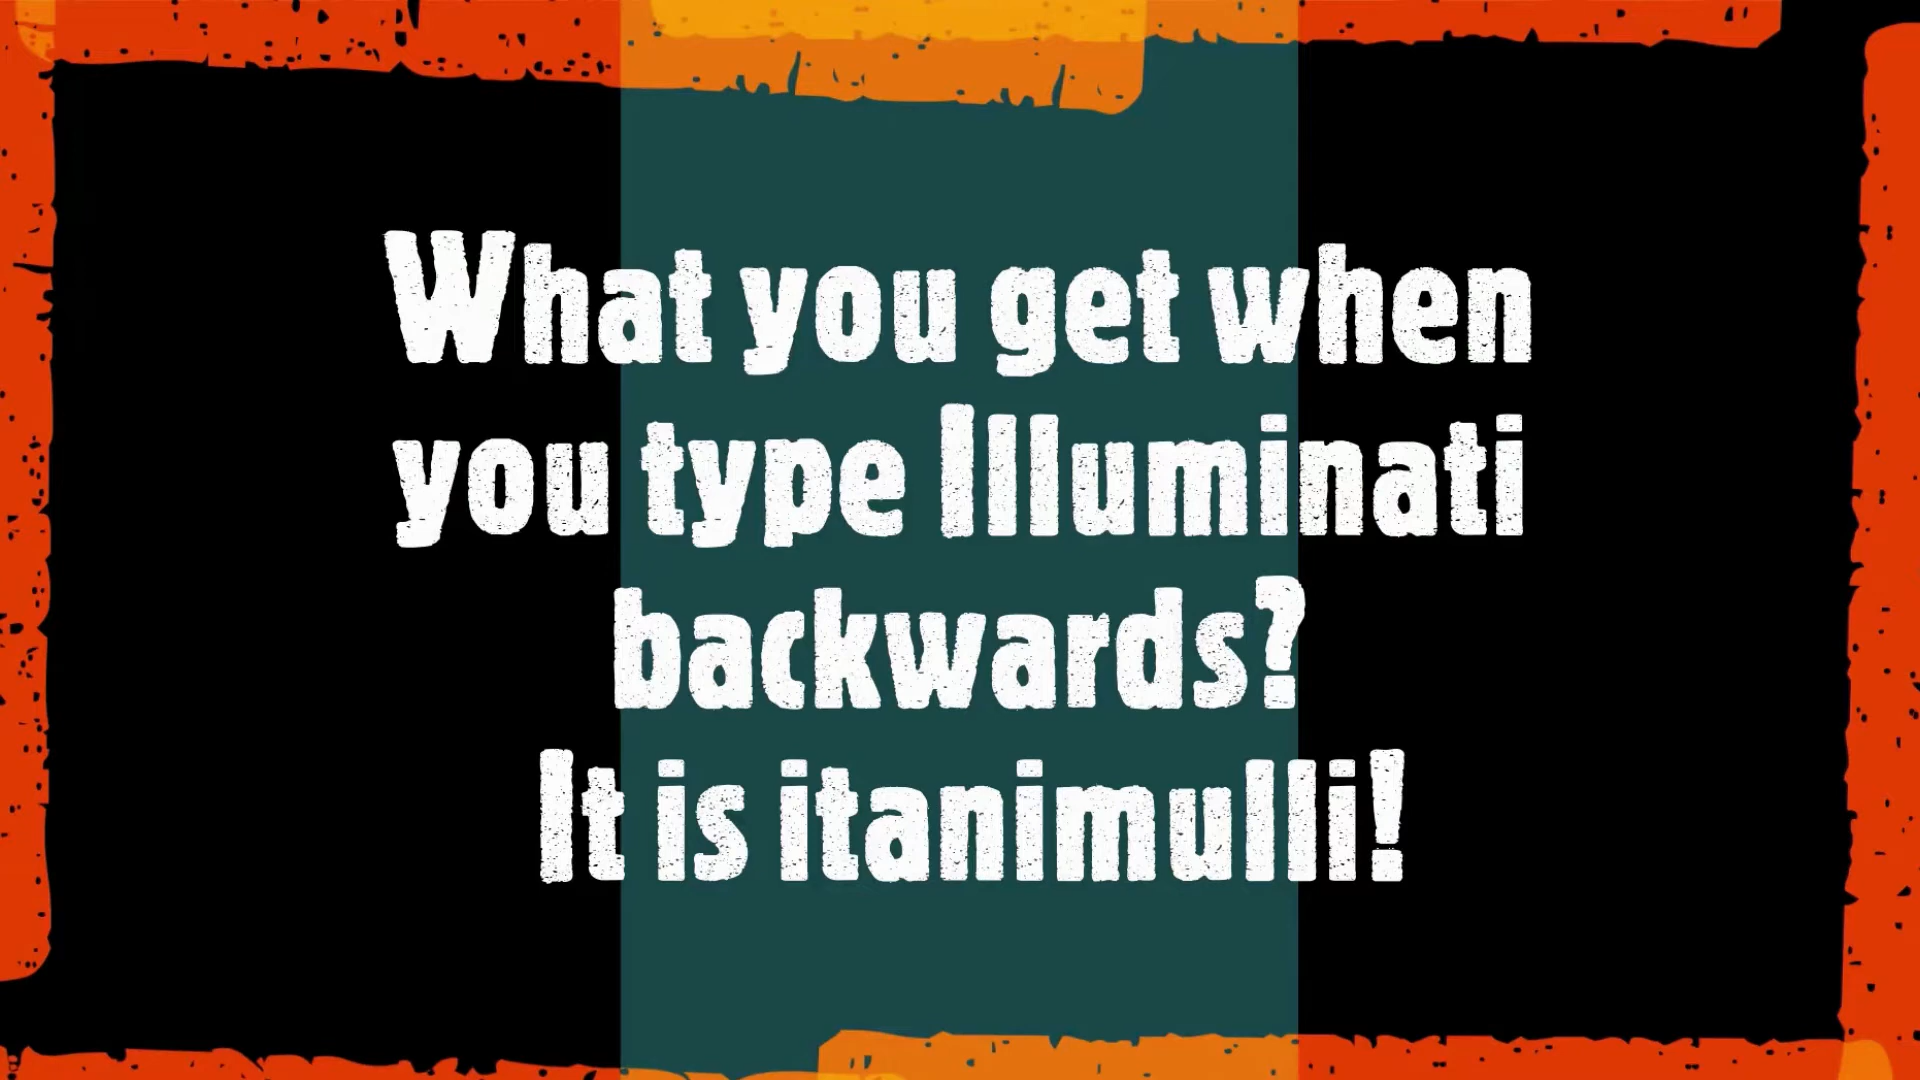 What you get when
you type Illuminati
backwards?
It is itanimulli!